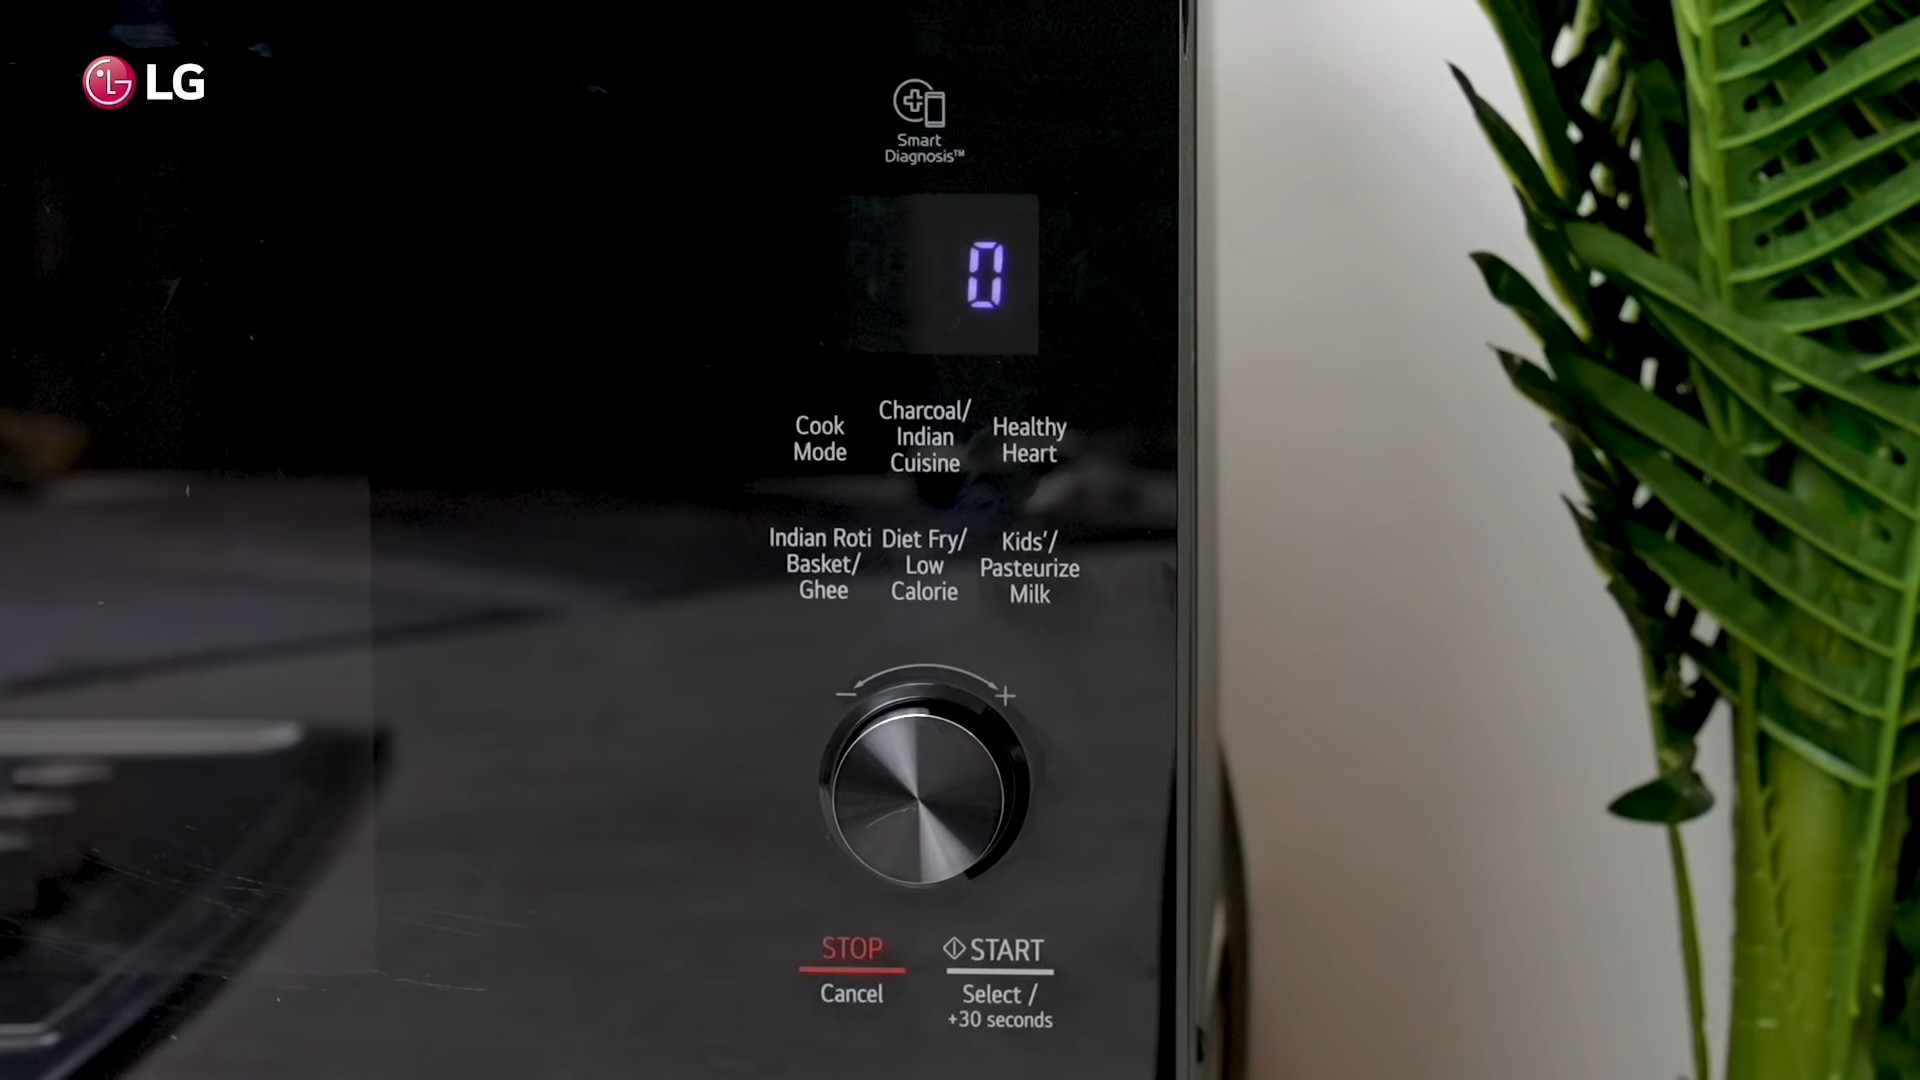 LG
Smart
Diagnosis™
0
Cook
Mode
Charcoal/
Indian
Cuisine
Healthy
Heart
Indian Roti
Basket/
Ghee
Diet Fry/
Low
Calorie
Kids'/
Pasteurize
Milk
− +
STOP
Cancel
START
Select /
+30 seconds